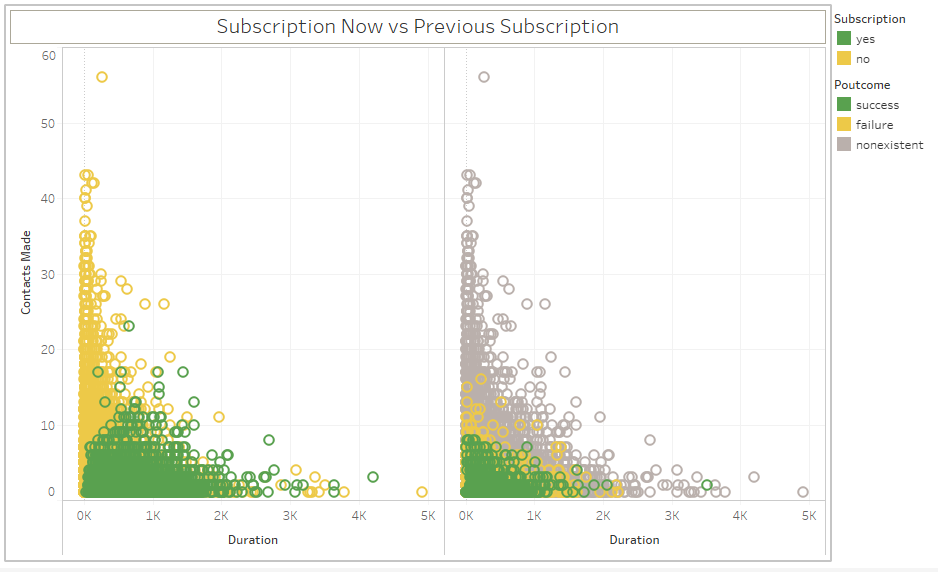 Subscription Now vs Previous Subscription
Subscription
yes
no
Poutcome
success
failure
nonexistent
Contacts Made
60
50
40
30
20
10
0
0K 1K 2K 3K 4K 5K
0K 1K 2K 3K 4K 5K
Duration
Duration